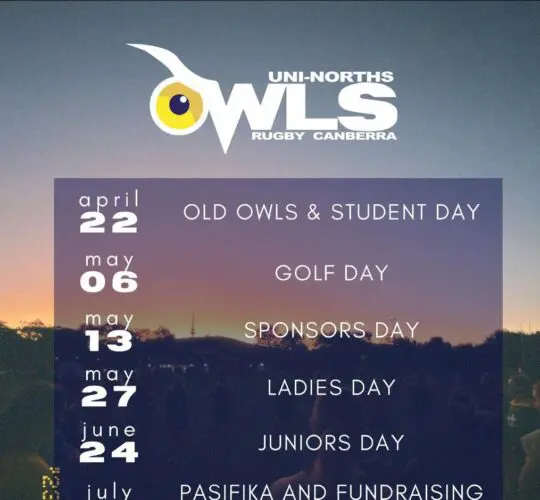 UNI-NORTHS
OWLS
RUGBY CANBERRA
april
22
OLD OWLS & STUDENT DAY
may
06
GOLF DAY
may
13
SPONSORS DAY
may
27
LADIES DAY
june
24
JUNIORS DAY
july
PASIFIKA AND FUNDRAISING